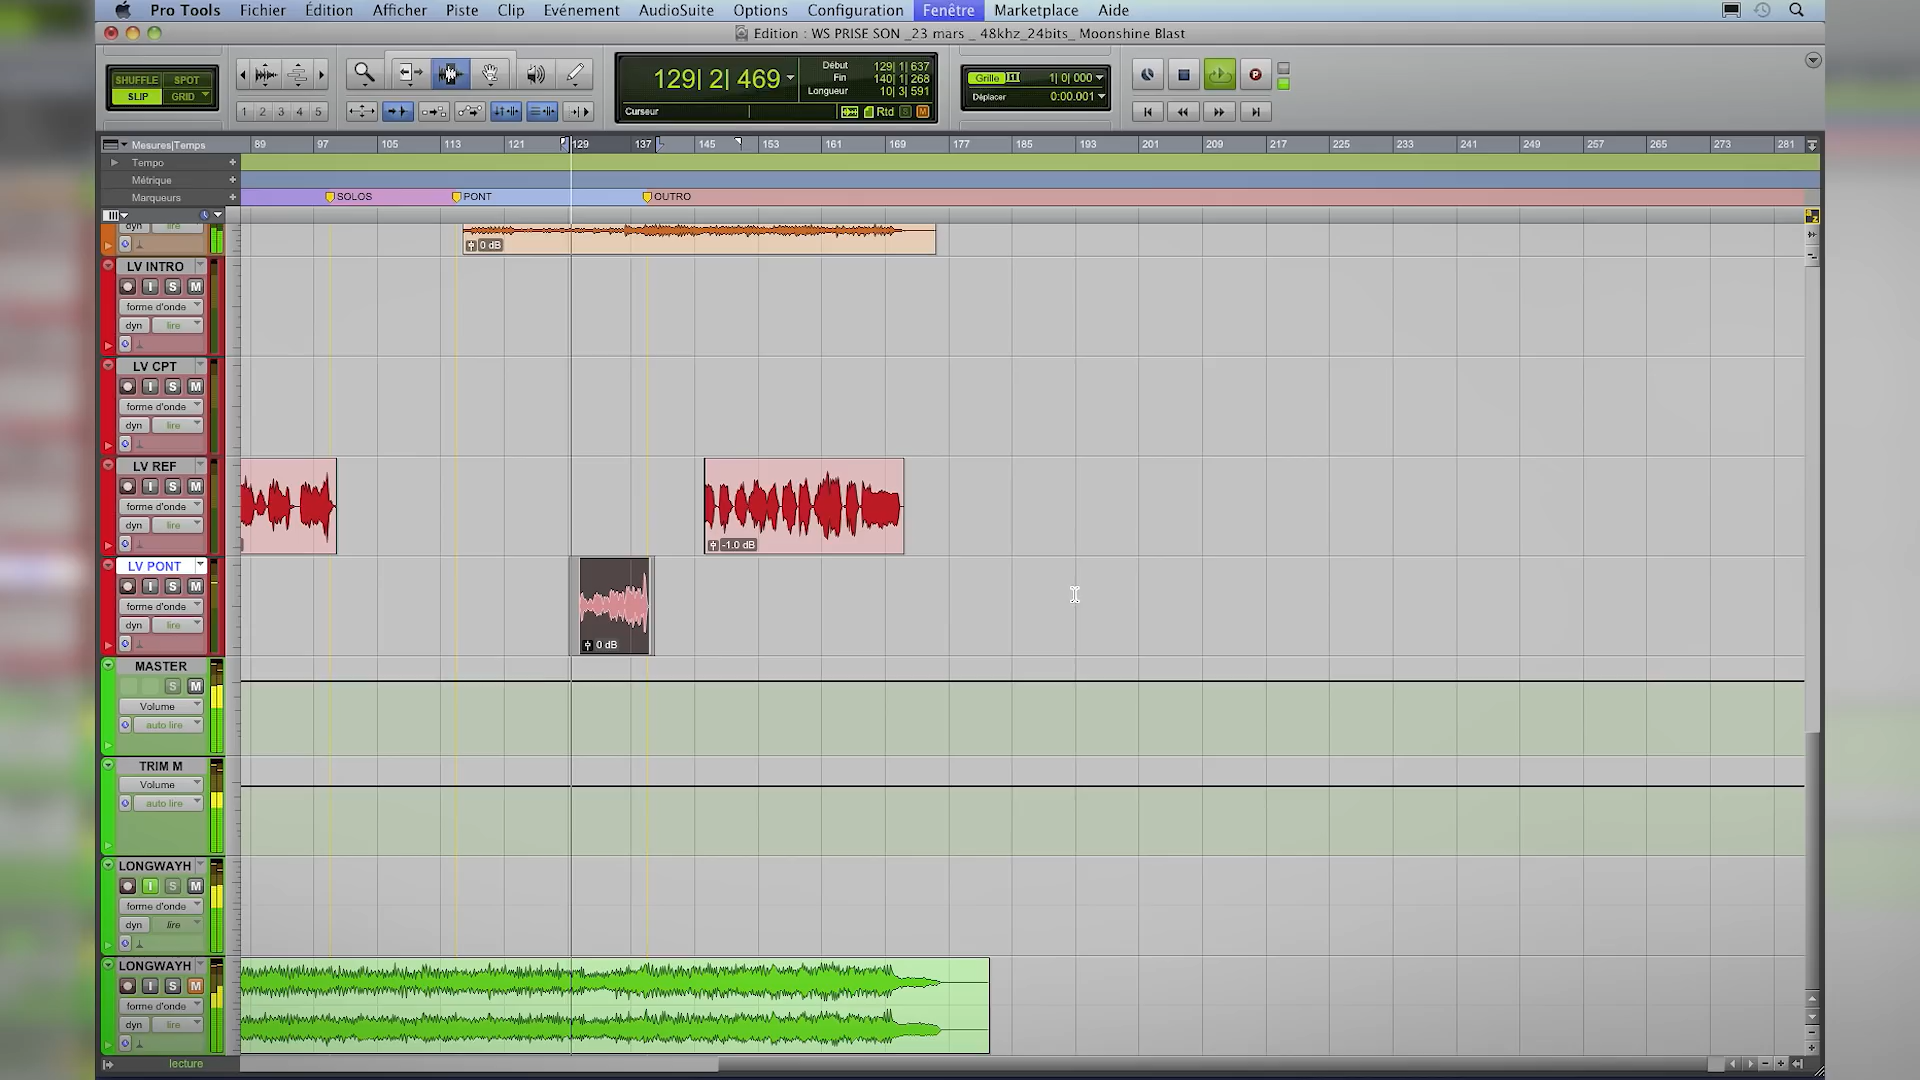 Pro Tools Fichier Édition Afficher Piste Clip Evénement AudioSuite Options Configuration Fenêtre Marketplace Aide
Edition : WS PRISE SON _23 mars _ 48khz_24bits_ Moonshine Blast
SHUFFLE SPOT
SLIP GRID
1 2 3 4 5
129| 2| 469
Début 129| 1| 637
Fin 140| 1| 268
Longueur 10| 3| 591
Curseur
Rtd S M
Grille 1| 0| 000
Déplacer 0:00.001
Mesures|Temps 89 97 105 113 121 129 137 145 153 161 169 177 185 193 201 209 217 225 233 241 249 257 265 273 281
Tempo
Métrique
Marqueurs SOLOS PONT OUTRO
dyn lire
0 dB
LV INTRO
I S M
forme d'onde
dyn lire
LV CPT
I S M
forme d'onde
dyn lire
LV REF
I S M
forme d'onde
dyn lire
-1.0 dB
LV PONT
I S M
forme d'onde
dyn lire
0 dB
MASTER
S M
Volume
auto lire
TRIM M
Volume
auto lire
LONGWAYH
I S M
forme d'onde
dyn lire
LONGWAYH
I S M
forme d'onde
dyn lire
lecture